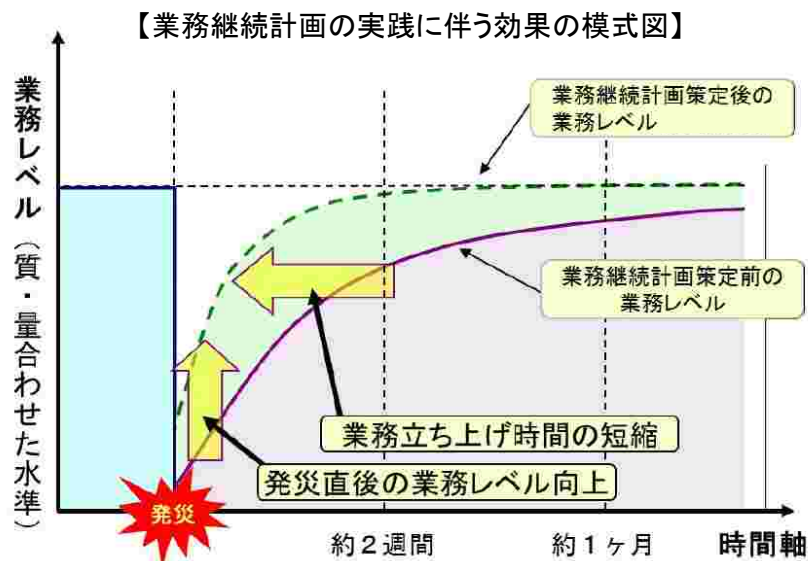 【業務継続計画の実践に伴う効果の模式図】
業務レベル（質・量合わせた水準）
業務継続計画策定後の
業務レベル
業務継続計画策定前の
業務レベル
業務立ち上げ時間の短縮
発災直後の業務レベル向上
発災
約２週間
約１ヶ月
時間軸